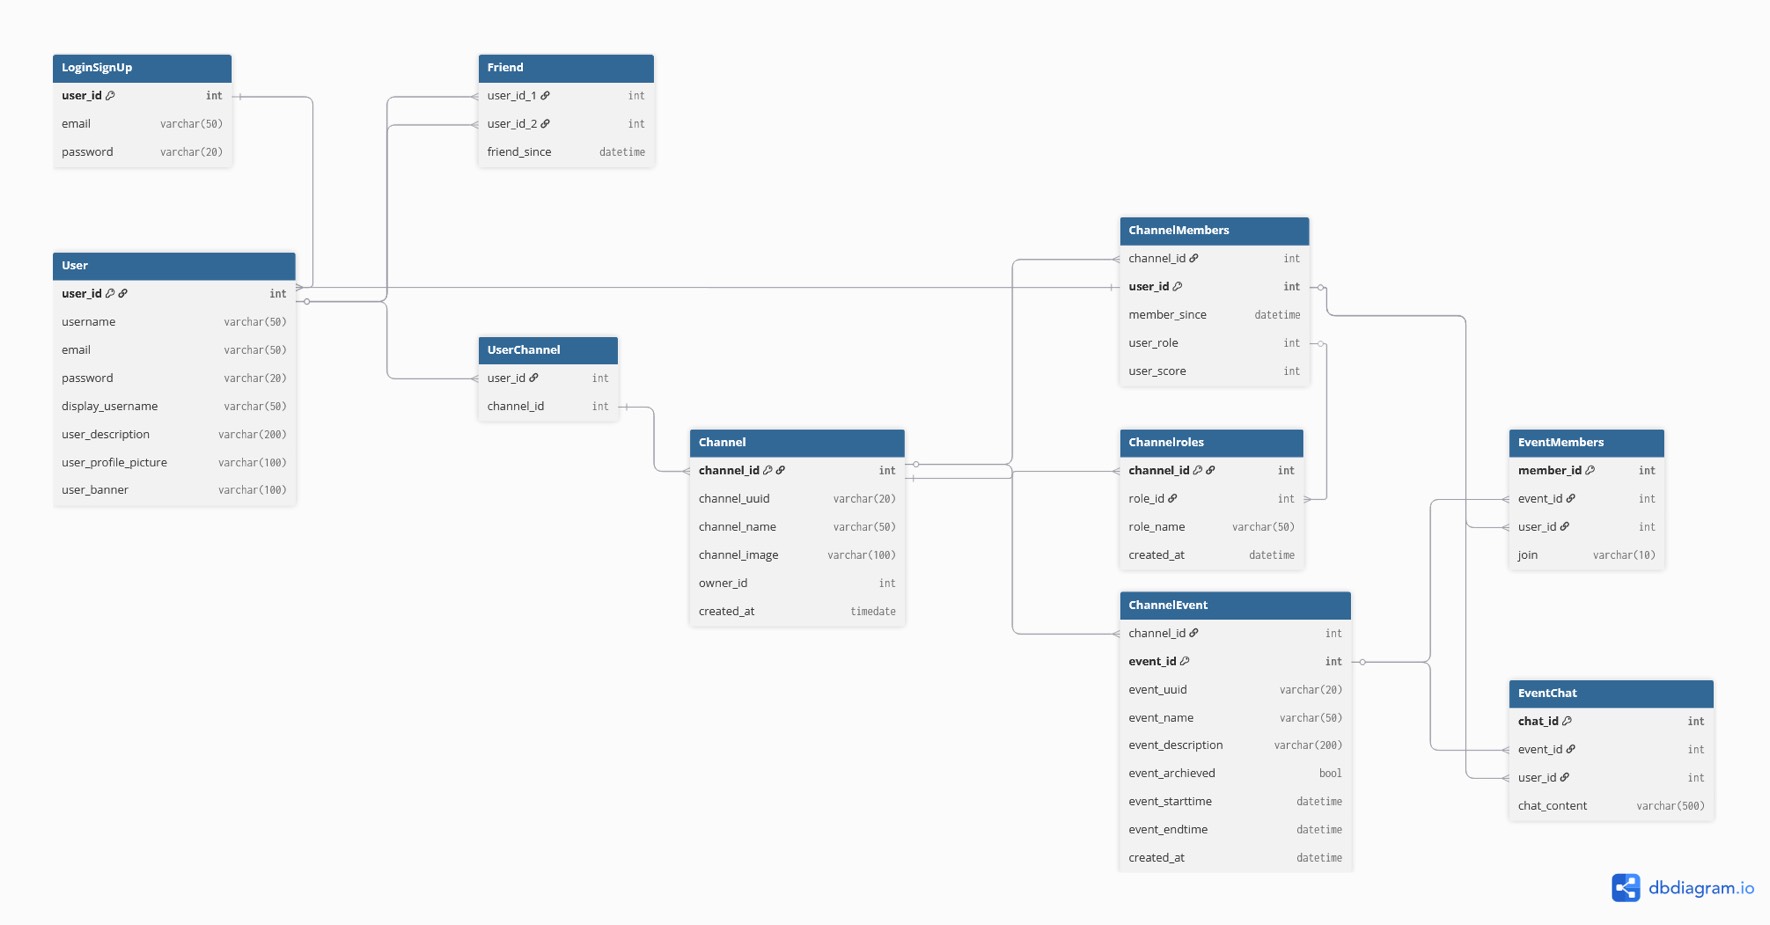 LoginSignUp
user_id int
email varchar(50)
password varchar(20)
Friend
user_id_1 int
user_id_2 int
friend_since datetime
User
user_id int
username varchar(50)
email varchar(50)
password varchar(20)
display_username varchar(50)
user_description varchar(200)
user_profile_picture varchar(100)
user_banner varchar(100)
UserChannel
user_id int
channel_id int
Channel
channel_id int
channel_uuid varchar(20)
channel_name varchar(50)
channel_image varchar(100)
owner_id int
created_at timedate
ChannelMembers
channel_id int
user_id int
member_since datetime
user_role int
user_score int
Channelroles
channel_id int
role_id int
role_name varchar(50)
created_at datetime
ChannelEvent
channel_id int
event_id int
event_uuid varchar(20)
event_name varchar(50)
event_description varchar(200)
event_archieved bool
event_starttime datetime
event_endtime datetime
created_at datetime
EventMembers
member_id int
event_id int
user_id int
join varchar(10)
EventChat
chat_id int
event_id int
user_id int
chat_content varchar(500)
dbdiagram.io